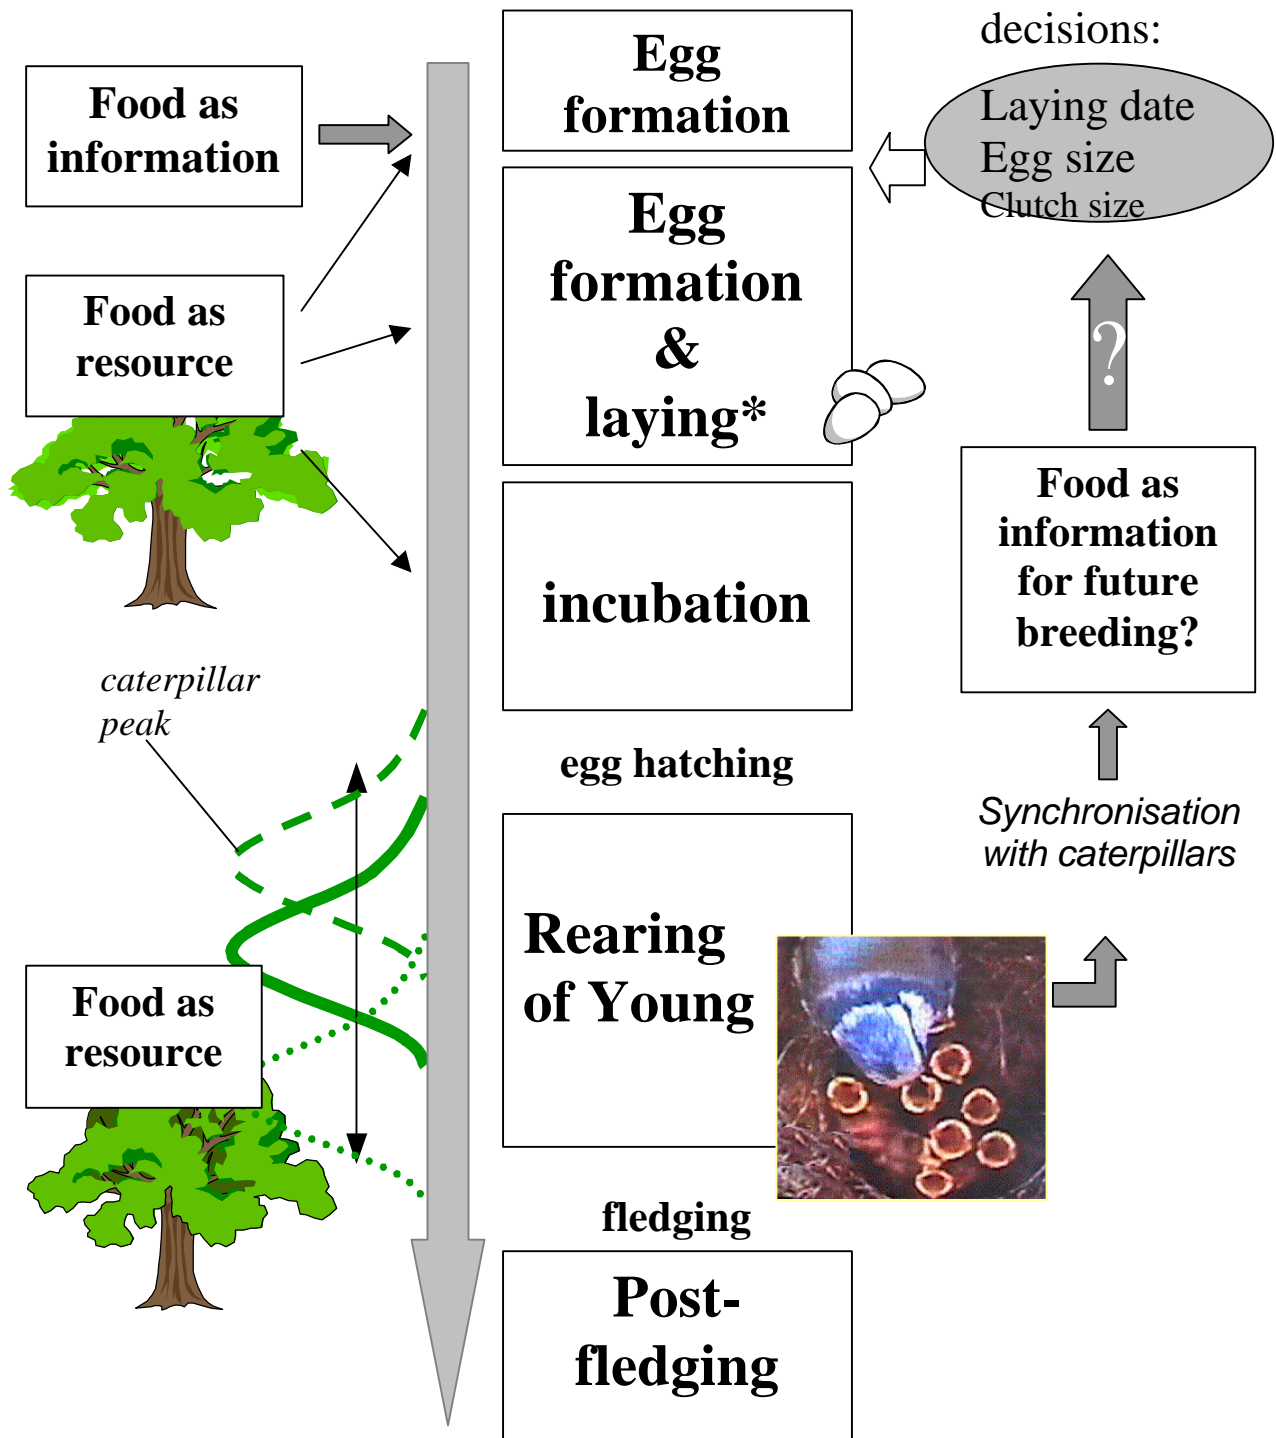 Food as
information
Food as
resource
caterpillar
peak
Food as
resource
Egg
formation
Egg
formation
&
laying*
incubation
egg hatching
Rearing
of Young
fledging
Post-
fledging
decisions:
Laying date
Egg size
Clutch size
?
Food as
information
for future
breeding?
Synchronisation
with caterpillars